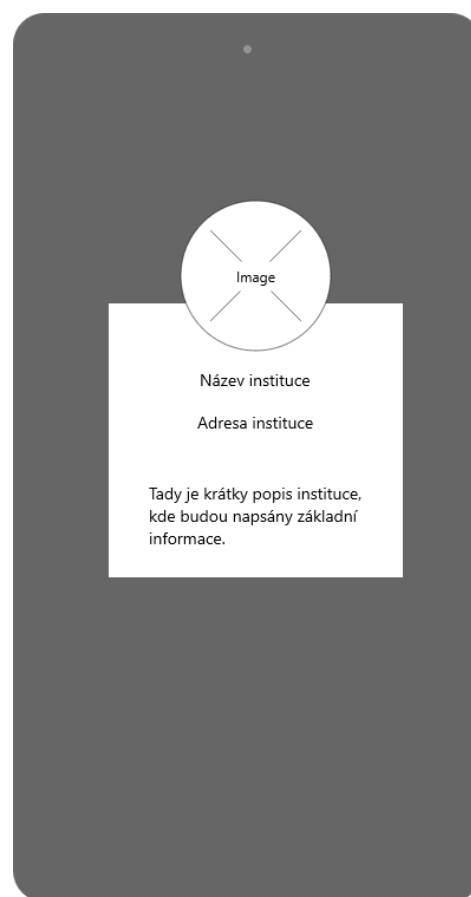 Image
Název instituce
Adresa instituce
Tady je krátky popis instituce,
kde budou napsány základní
informace.